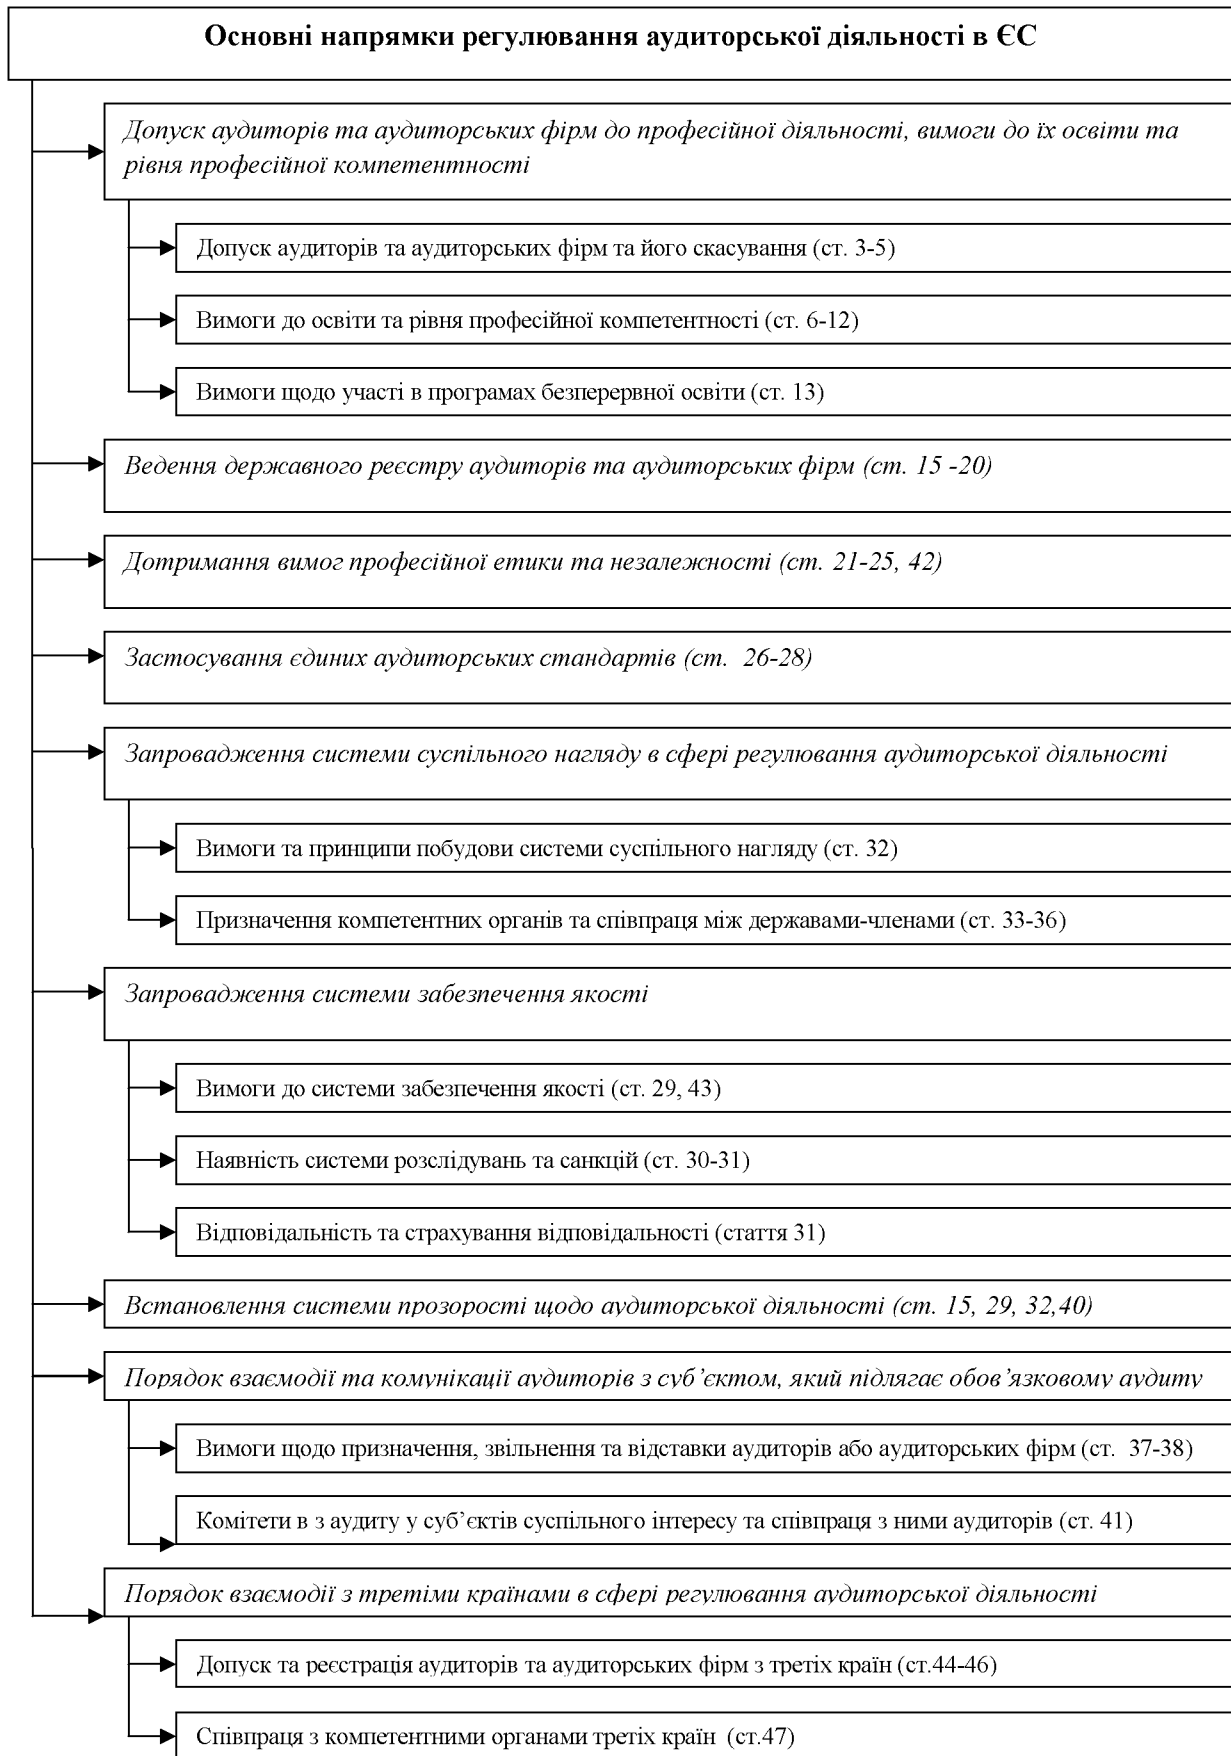 Основні напрямки регулювання аудиторської діяльності в ЄС
Допуск аудиторів та аудиторських фірм до професійної діяльності, вимоги до їх освіти та
рівня професійної компетентності
Допуск аудиторів та аудиторських фірм та його скасування (ст. 3-5)
Вимоги до освіти та рівня професійної компетентності (ст. 6-12)
Вимоги щодо участі в програмах безперервної освіти (ст. 13)
Ведення державного реєстру аудиторів та аудиторських фірм (ст. 15 -20)
Дотримання вимог професійної етики та незалежності (ст. 21-25, 42)
Застосування єдиних аудиторських стандартів (ст. 26-28)
Запровадження системи суспільного нагляду в сфері регулювання аудиторської діяльності
Вимоги та принципи побудови системи суспільного нагляду (ст. 32)
Призначення компетентних органів та співпраця між державами-членами (ст. 33-36)
Запровадження системи забезпечення якості
Вимоги до системи забезпечення якості (ст. 29, 43)
Наявність системи розслідувань та санкцій (ст. 30-31)
Відповідальність та страхування відповідальності (стаття 31)
Встановлення системи прозорості щодо аудиторської діяльності (ст. 15, 29, 32,40)
Порядок взаємодії та комунікації аудиторів з суб’єктом, який підлягає обов’язковому аудиту
Вимоги щодо призначення, звільнення та відставки аудиторів або аудиторських фірм (ст. 37-38)
Комітети в з аудиту у суб’єктів суспільного інтересу та співпраця з ними аудиторів (ст. 41)
Порядок взаємодії з третіми країнами в сфері регулювання аудиторської діяльності
Допуск та реєстрація аудиторів та аудиторських фірм з третіх країн (ст.44-46)
Співпраця з компетентними органами третіх країн (ст.47)